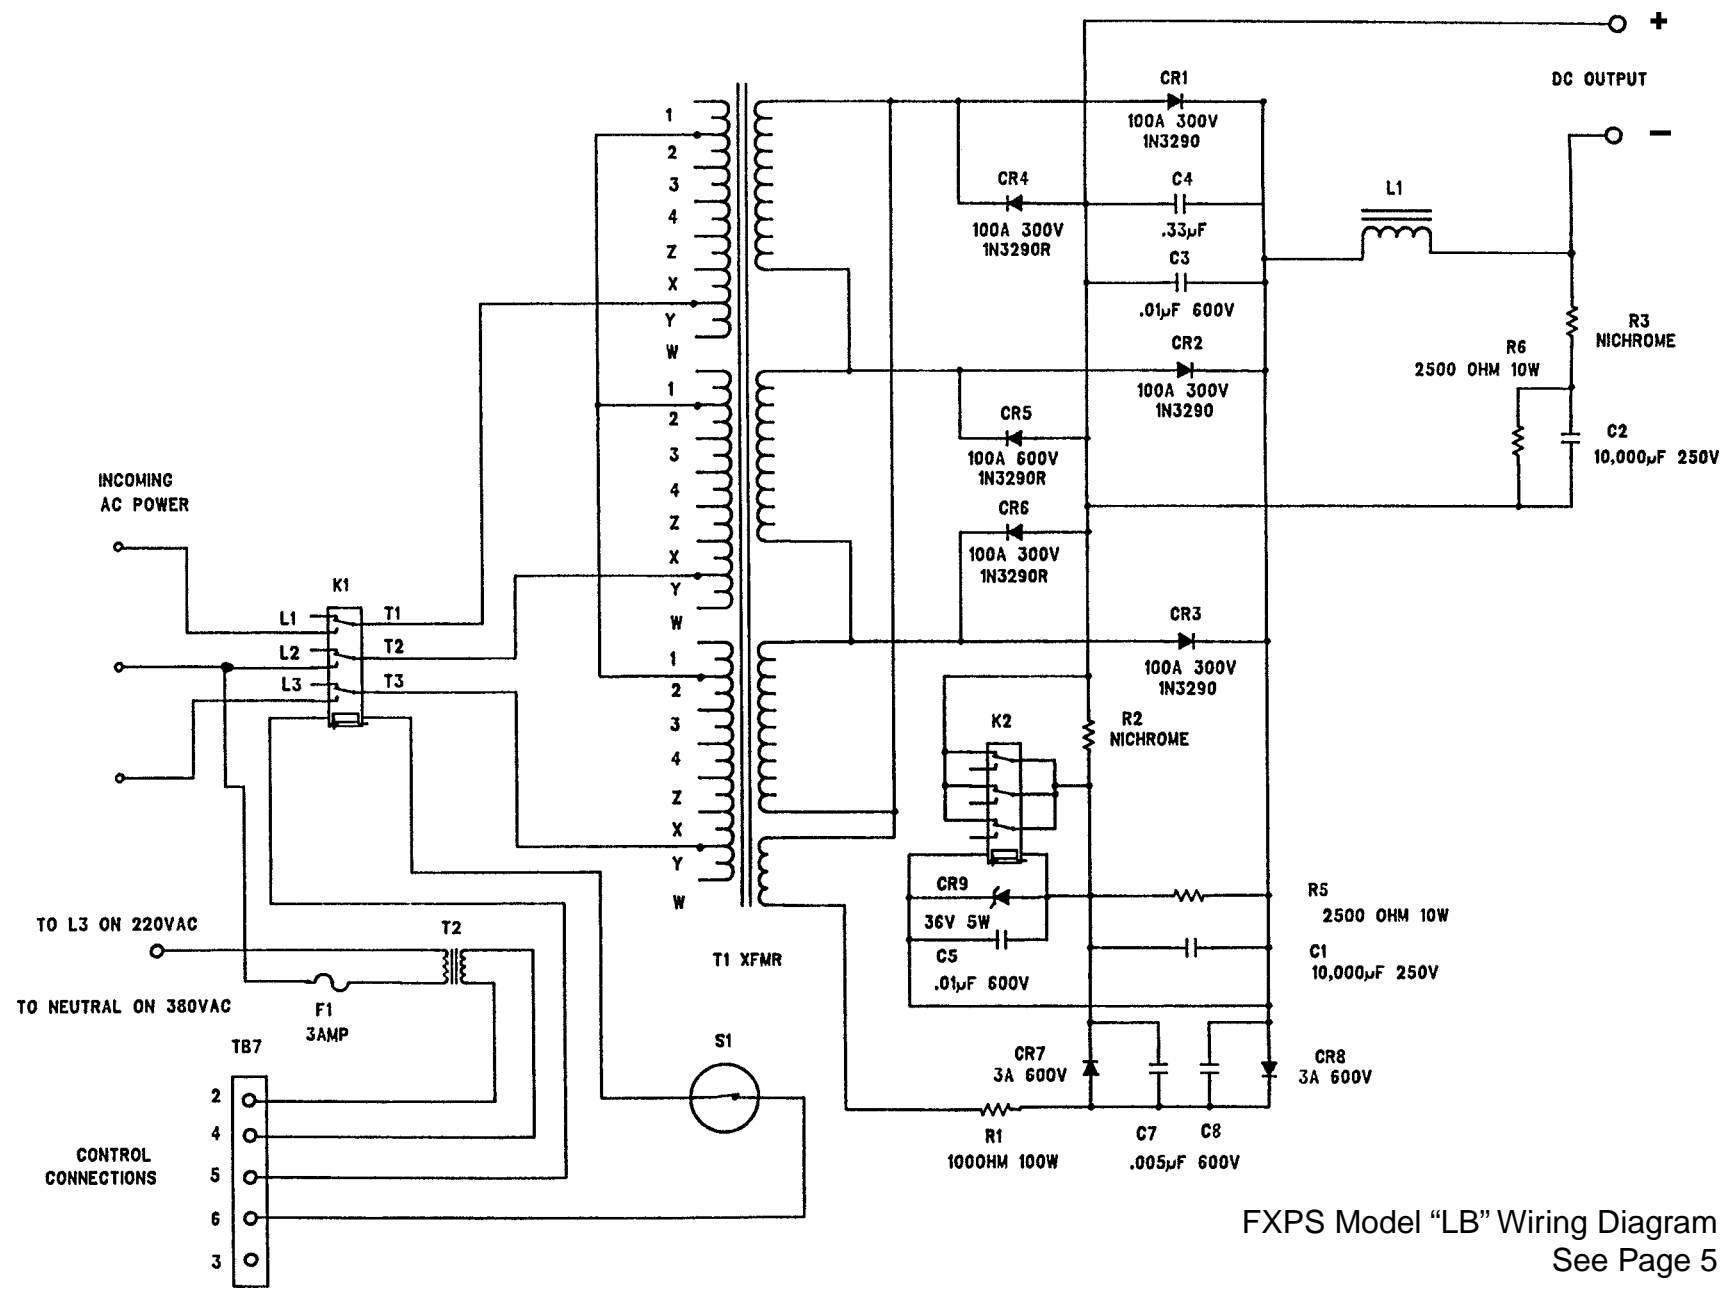 +
DC OUTPUT
−
CR1
100A 300V
1N3290
CR4
100A 300V
1N3290R
C4
.33µF
C3
.01µF 600V
L1
CR2
100A 300V
1N3290
R3
NICHROME
R6
2500 OHM 10W
CR5
100A 600V
1N3290R
C2
10,000µF 250V
CR6
100A 300V
1N3290R
CR3
100A 300V
1N3290
1
2
3
4
Z
X
Y
W
1
2
3
4
Z
X
Y
W
1
2
3
4
Z
X
Y
W
T1 XFMR
INCOMING
AC POWER
K1
L1
T1
L2
T2
L3
T3
K2
R2
NICHROME
CR9
36V 5W
C5
.01µF 600V
R5
2500 OHM 10W
C1
10,000µF 250V
TO L3 ON 220VAC
T2
TO NEUTRAL ON 380VAC
F1
3AMP
S1
CR7
3A 600V
CR8
3A 600V
R1
100OHM 100W
C7
C8
.005µF 600V
TB7
2
4
5
6
3
CONTROL
CONNECTIONS
FXPS Model “LB” Wiring Diagram
See Page 5